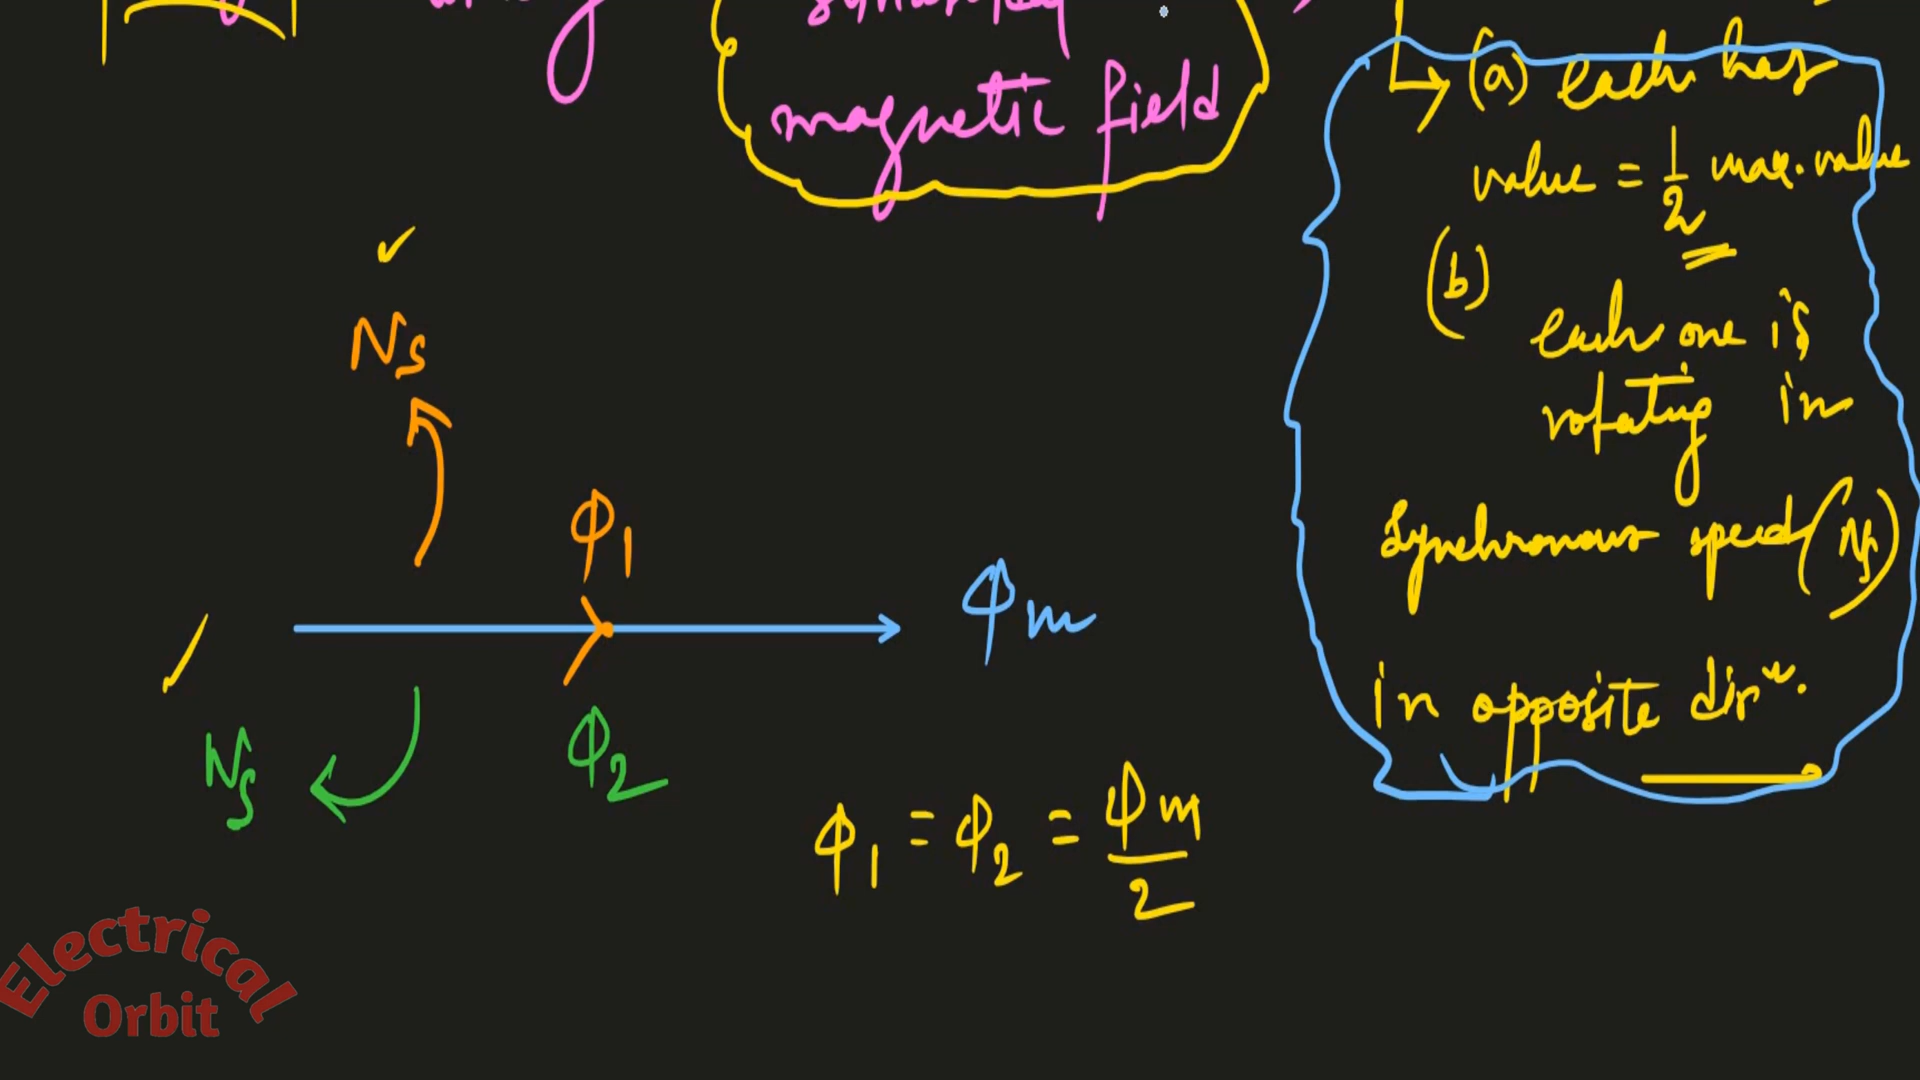 magnetic field
(a) each has
value = 1/2 max. value
(b)
each one is
rotating in
synchronous speed (Ns)
in opposite dirⁿ.
Ns
ϕ1
ϕm
Ns
ϕ2
ϕ1 = ϕ2 = ϕm/2
Electrical
Orbit